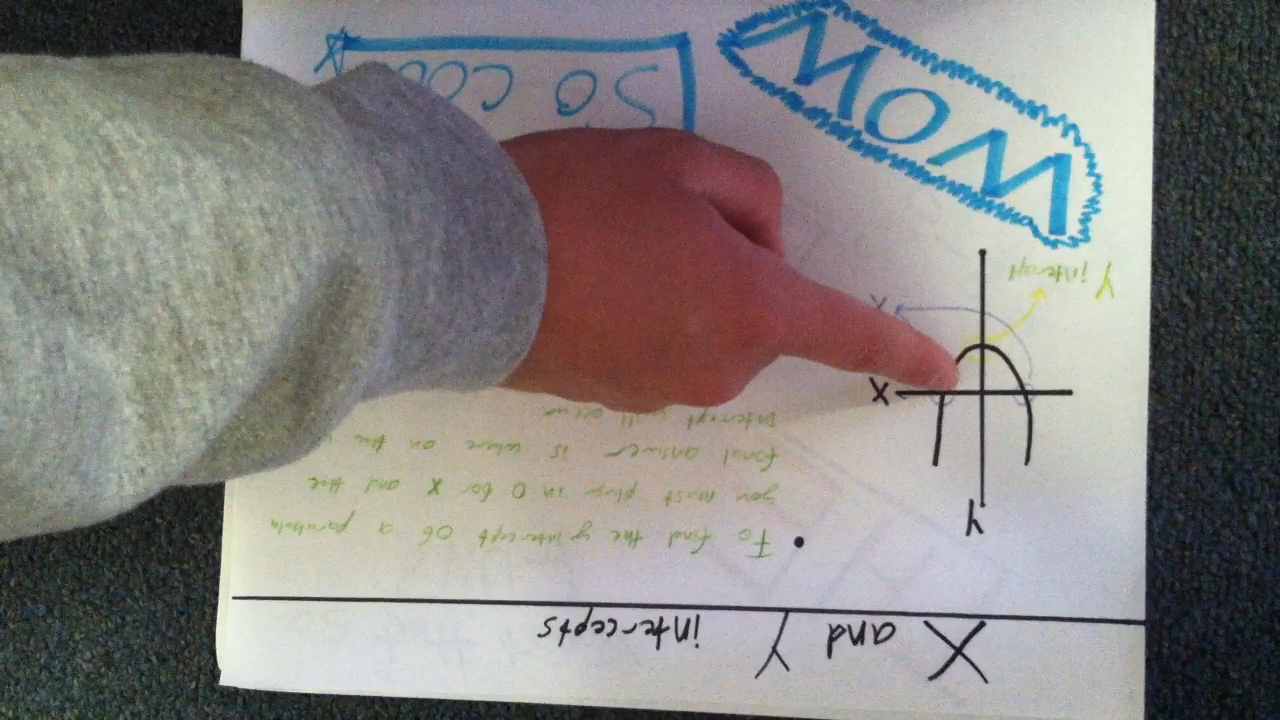 X and Y intercepts
To find the y intercept of a parabola
you must plug in 0 for X and the
final answer is where on the
intercept will occur
Y
X
X
Y intercept
WOW
SO COO